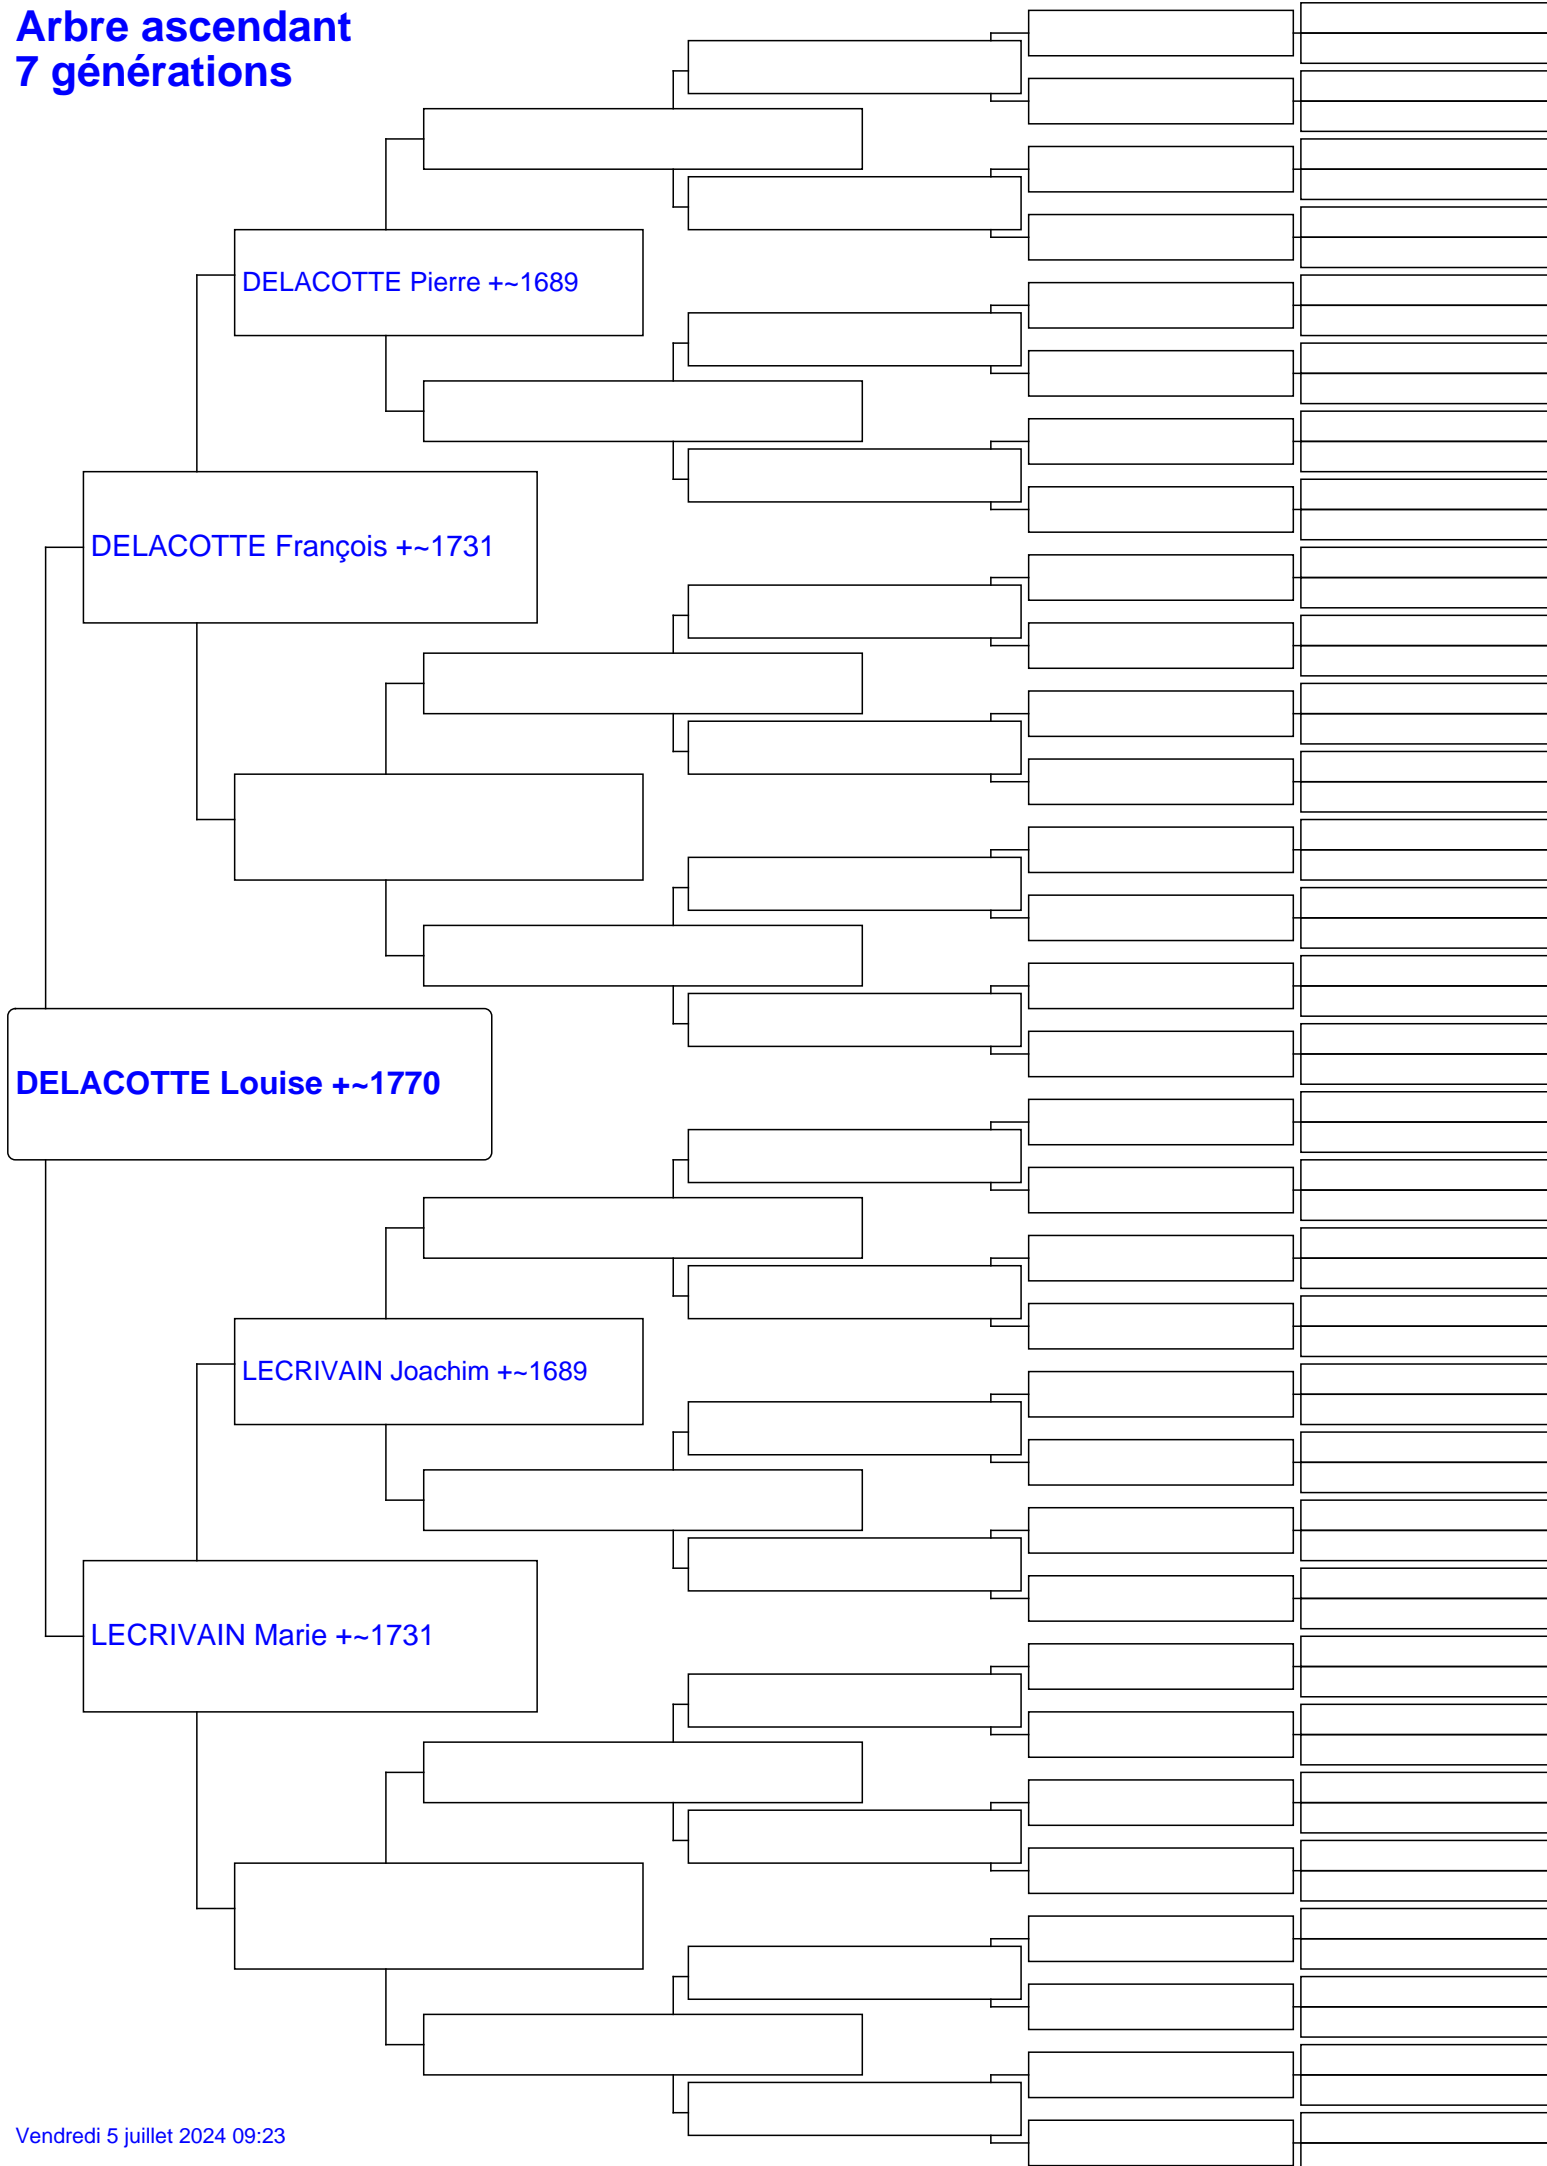 Arbre ascendant
7 générations
DELACOTTE Pierre +~1689
DELACOTTE François +~1731
DELACOTTE Louise +~1770
LECRIVAIN Joachim +~1689
LECRIVAIN Marie +~1731
Vendredi 5 juillet 2024 09:23